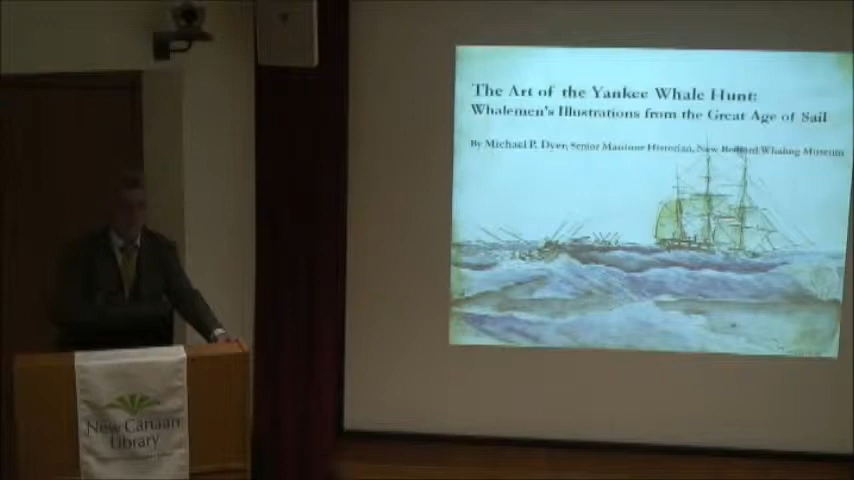 The Art of the Yankee Whale Hunt:
Whalemen's Illustrations from the Great Age of Sail
By Michael P. Dyer, Senior Maritime Historian, New Bedford Whaling Museum
New Canaan
Library